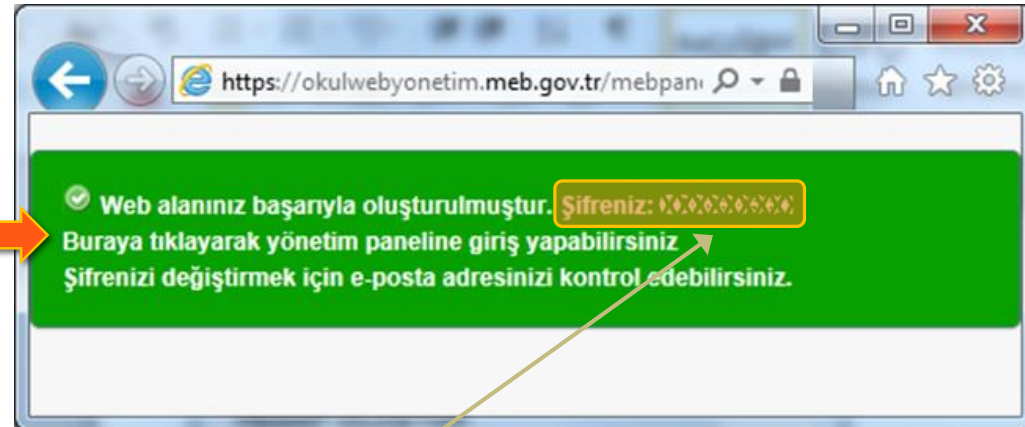 https://okulwebyonetim.meb.gov.tr/mebpan
Web alanınız başarıyla oluşturulmuştur. Şifreniz:
Buraya tıklayarak yönetim paneline giriş yapabilirsiniz
Şifrenizi değiştirmek için e-posta adresinizi kontrol edebilirsiniz.